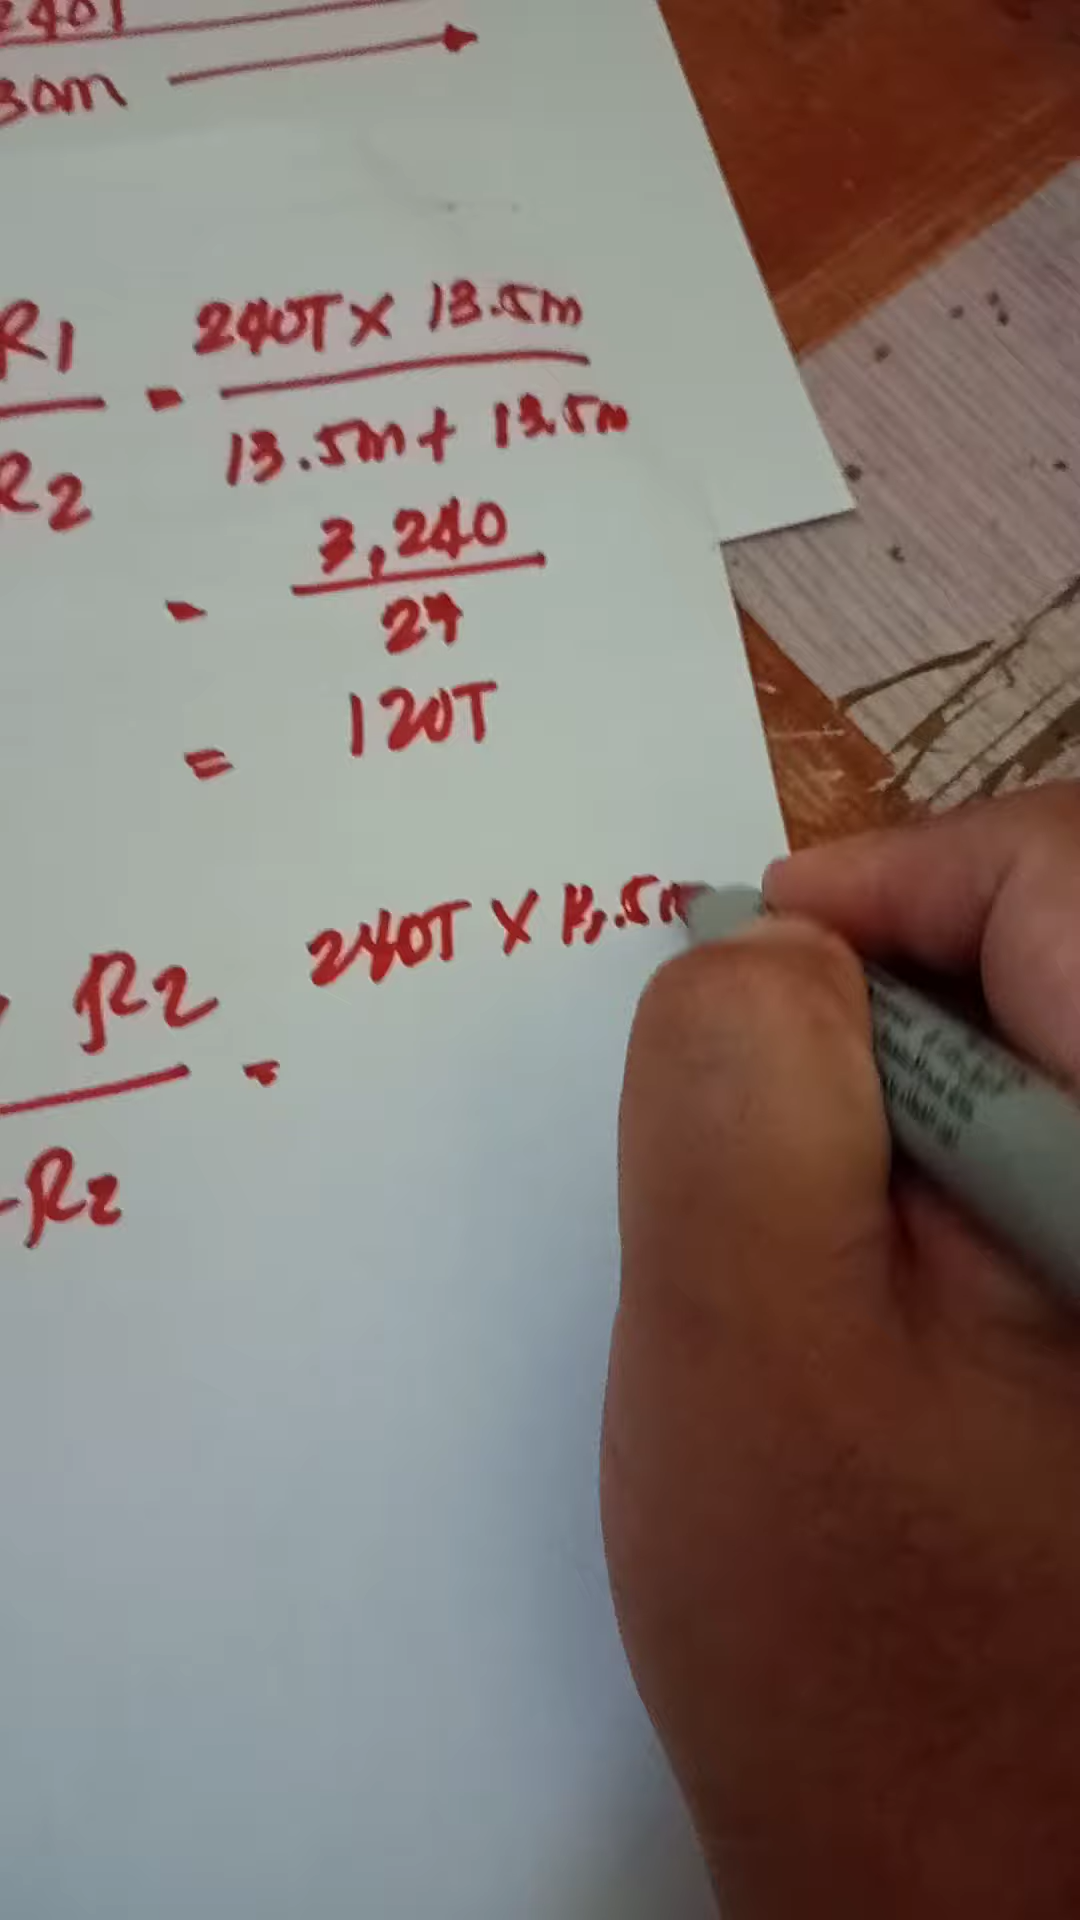 240T
30m
R1 = 240T X 13.5m
R2 13.5m + 13.5m
= 3,240
27
= 120T
R2 = 240T X 13.5m
R2